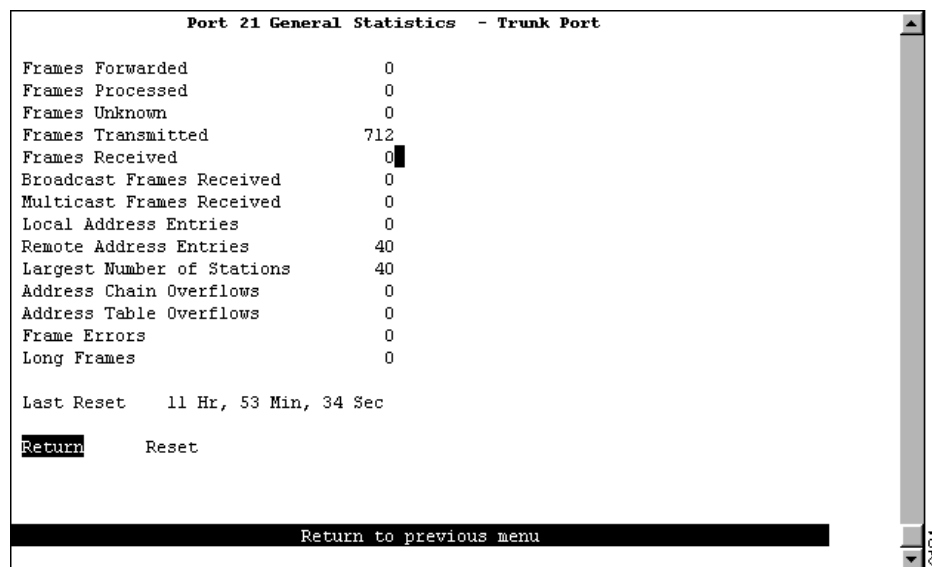 Port 21 General Statistics - Trunk Port
Frames Forwarded 0
Frames Processed 0
Frames Unknown 0
Frames Transmitted 712
Frames Received 0
Broadcast Frames Received 0
Multicast Frames Received 0
Local Address Entries 0
Remote Address Entries 40
Largest Number of Stations 40
Address Chain Overflows 0
Address Table Overflows 0
Frame Errors 0
Long Frames 0
Last Reset 11 Hr, 53 Min, 34 Sec
Return Reset
Return to previous menu